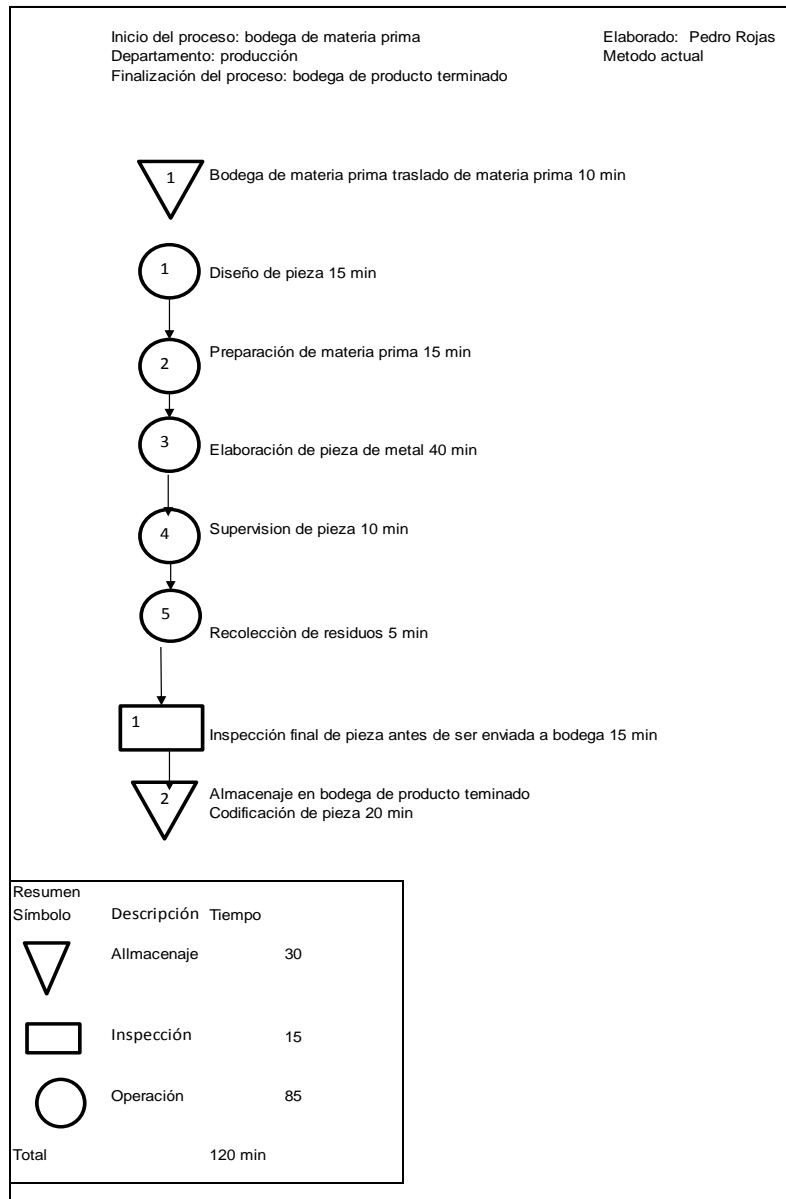 Inicio del proceso: bodega de materia prima
Elaborado: Pedro Rojas
Departamento: producción
Metodo actual
Finalización del proceso: bodega de producto terminado
1
Bodega de materia prima traslado de materia prima 10 min
1
Diseño de pieza 15 min
2
Preparación de materia prima 15 min
3
Elaboración de pieza de metal 40 min
4
Supervision de pieza 10 min
5
Recolecciòn de residuos 5 min
1
Inspección final de pieza antes de ser enviada a bodega 15 min
2
Almacenaje en bodega de producto teminado
Codificación de pieza 20 min
Resumen
Símbolo Descripción Tiempo
Allmacenaje 30
Inspección 15
Operación 85
Total 120 min